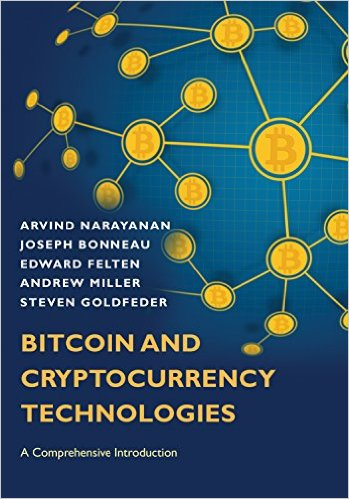 ARVIND NARAYANAN
JOSEPH BONNEAU
EDWARD FELTEN
ANDREW MILLER
STEVEN GOLDFEDER
BITCOIN AND
CRYPTOCURRENCY
TECHNOLOGIES
A Comprehensive Introduction